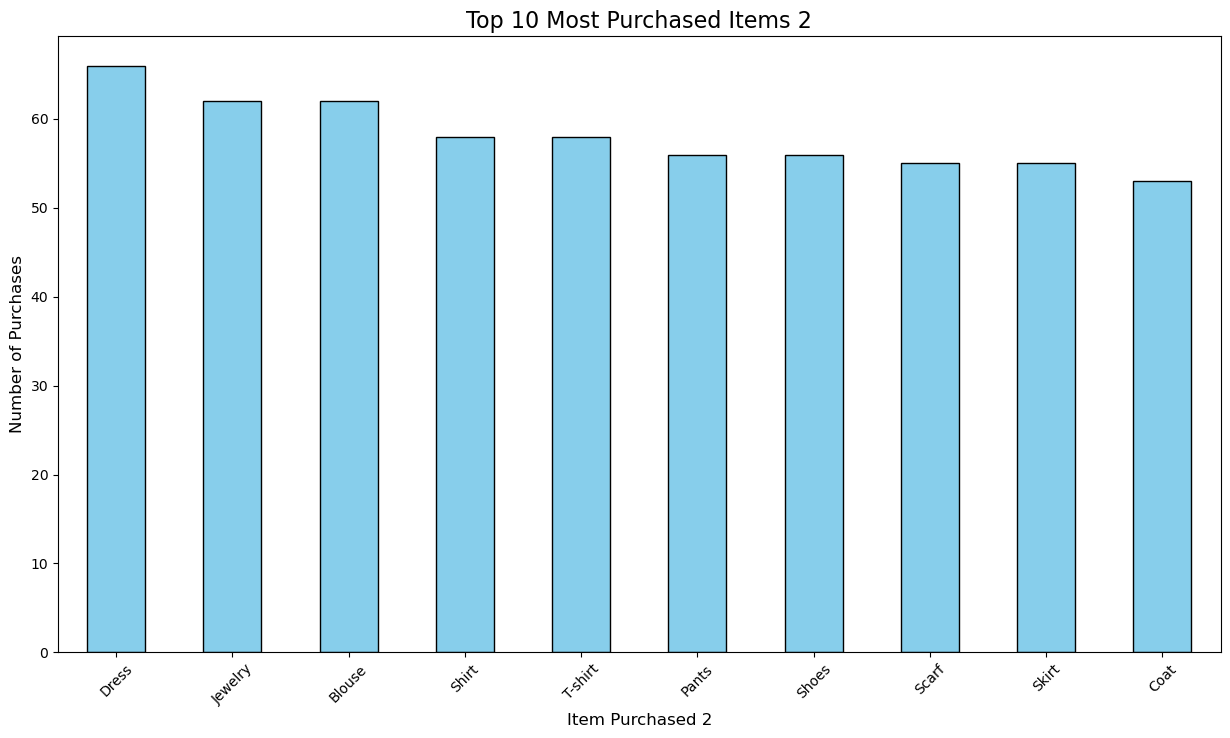 Top 10 Most Purchased Items 2
Number of Purchases
60
50
40
30
20
10
0
Dress Jewelry Blouse Shirt T-shirt Pants Shoes Scarf Skirt Coat
Item Purchased 2